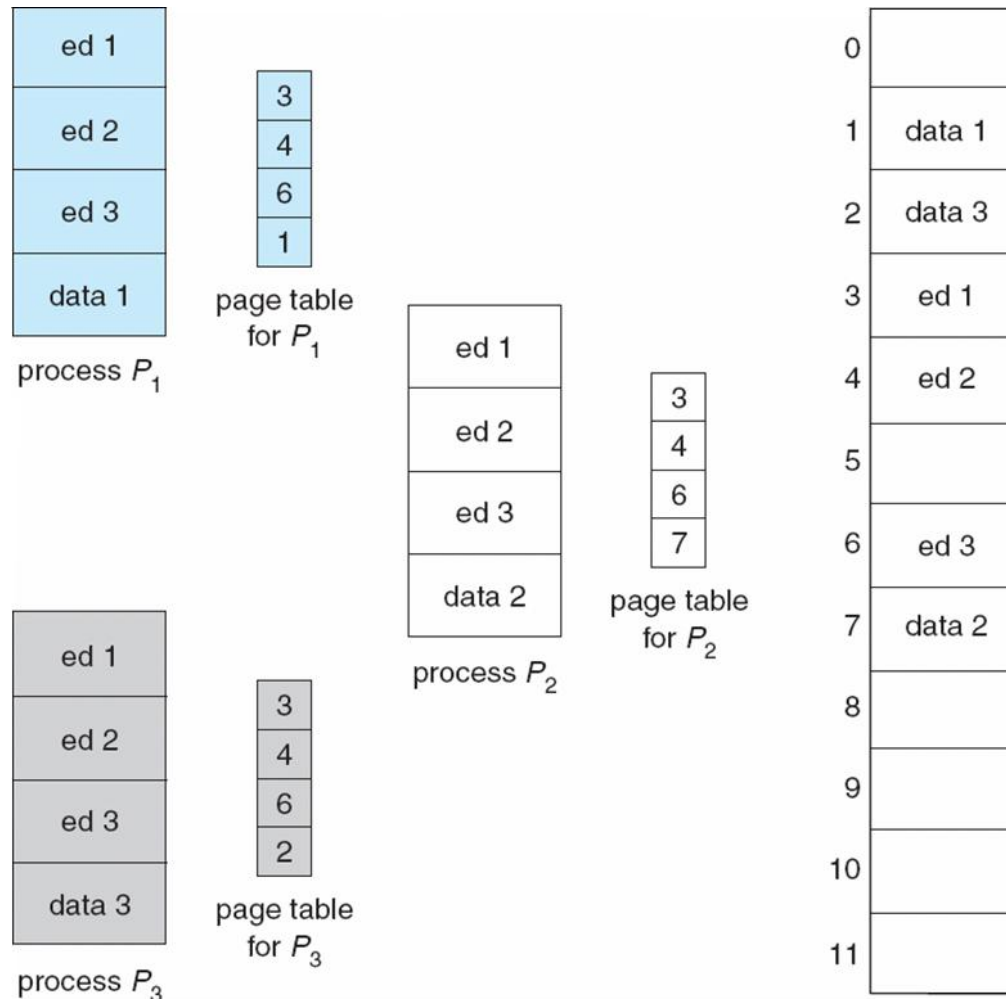 ed 1
ed 2
ed 3
data 1
process P1
3
4
6
1
page table
for P1
ed 1
ed 2
ed 3
data 2
process P2
3
4
6
7
page table
for P2
ed 1
ed 2
ed 3
data 3
process P3
3
4
6
2
page table
for P3
0
1 data 1
2 data 3
3 ed 1
4 ed 2
5
6 ed 3
7 data 2
8
9
10
11